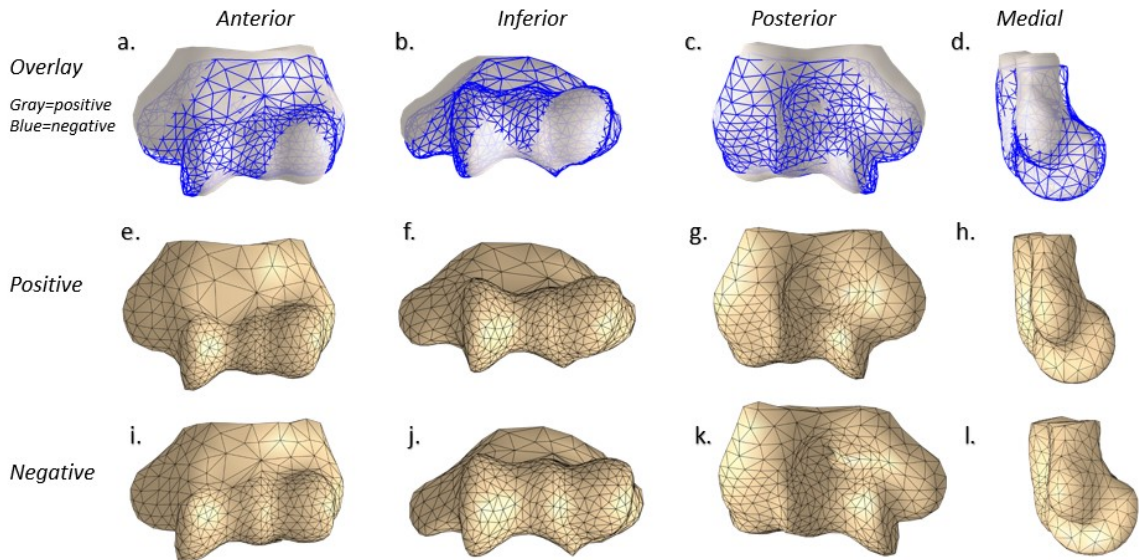 Anterior Inferior Posterior Medial
a. b. c. d.
Overlay
Gray=positive
Blue=negative
e. f. g. h.
Positive
i. j. k. l.
Negative